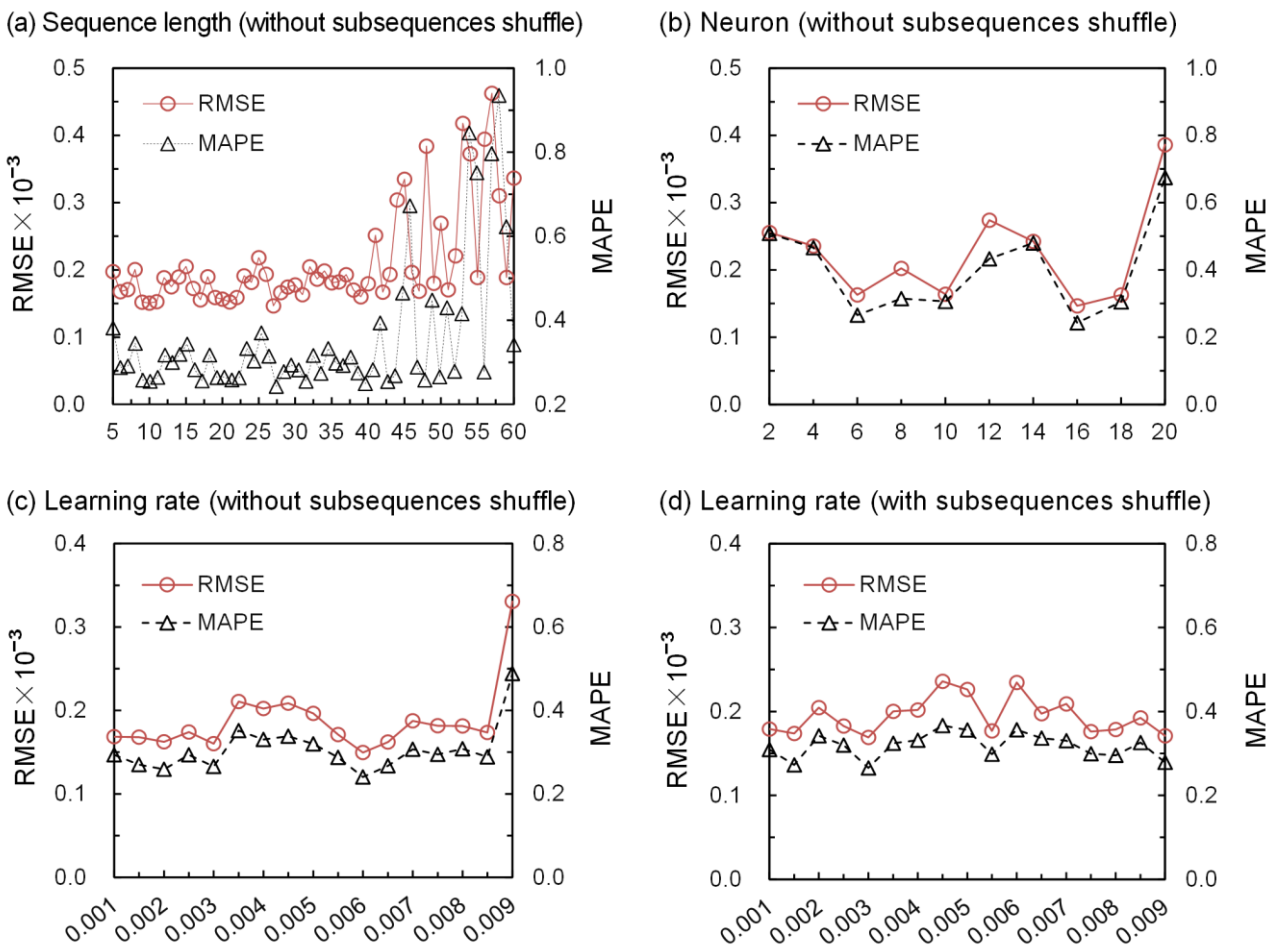 (a) Sequence length (without subsequences shuffle)
RMSE×10⁻³
0.5
0.4
0.3
0.2
0.1
0.0
RMSE
MAPE
1.0
0.8
0.6
0.4
0.2
MAPE
5 10 15 20 25 30 35 40 45 50 55 60
(b) Neuron (without subsequences shuffle)
RMSE×10⁻³
0.5
0.4
0.3
0.2
0.1
0.0
RMSE
MAPE
1.0
0.8
0.6
0.4
0.2
0.0
MAPE
2 4 6 8 10 12 14 16 18 20
(c) Learning rate (without subsequences shuffle)
RMSE×10⁻³
0.4
0.3
0.2
0.1
0.0
RMSE
MAPE
0.8
0.6
0.4
0.2
0.0
MAPE
0.001 0.002 0.003 0.004 0.005 0.006 0.007 0.008 0.009
(d) Learning rate (with subsequences shuffle)
RMSE×10⁻³
0.4
0.3
0.2
0.1
0.0
RMSE
MAPE
0.8
0.6
0.4
0.2
0.0
MAPE
0.001 0.002 0.003 0.004 0.005 0.006 0.007 0.008 0.009